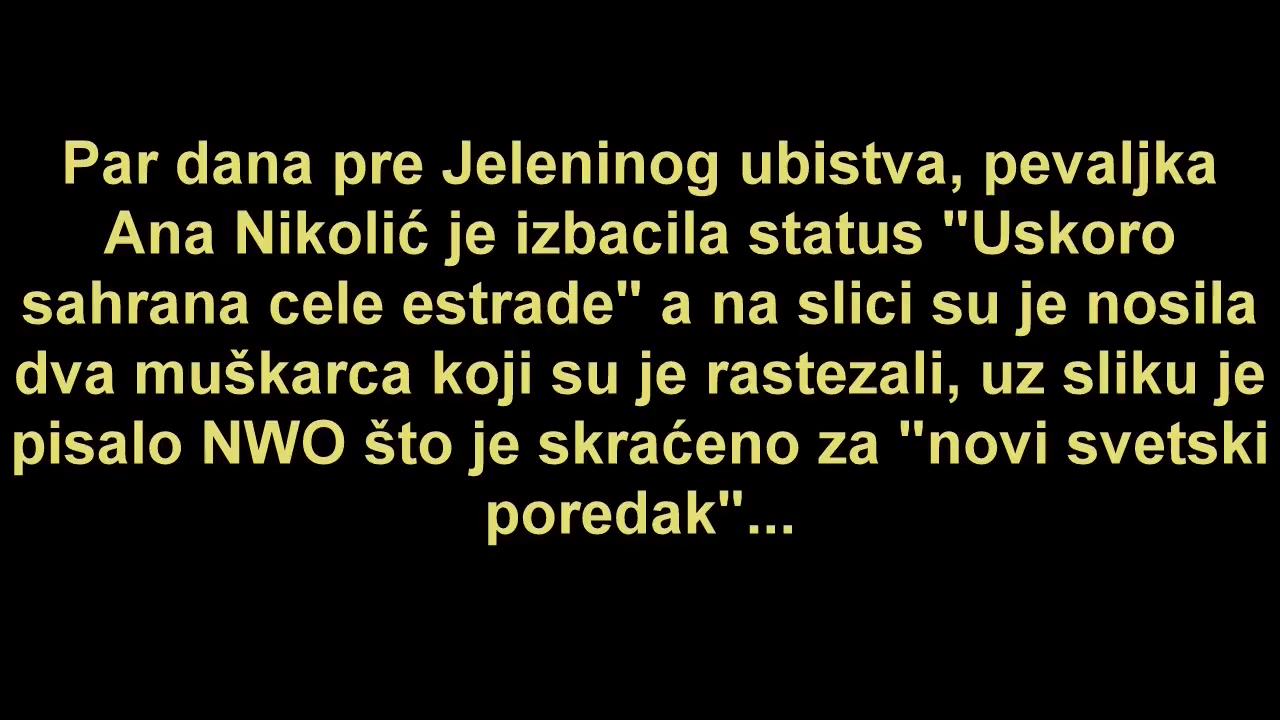 Par dana pre Jeleninog ubistva, pevaljka
Ana Nikolić je izbacila status "Uskoro
sahrana cele estrade" a na slici su je nosila
dva muškarca koji su je rastezali, uz sliku je
pisalo NWO što je skraćeno za "novi svetski
poredak"...